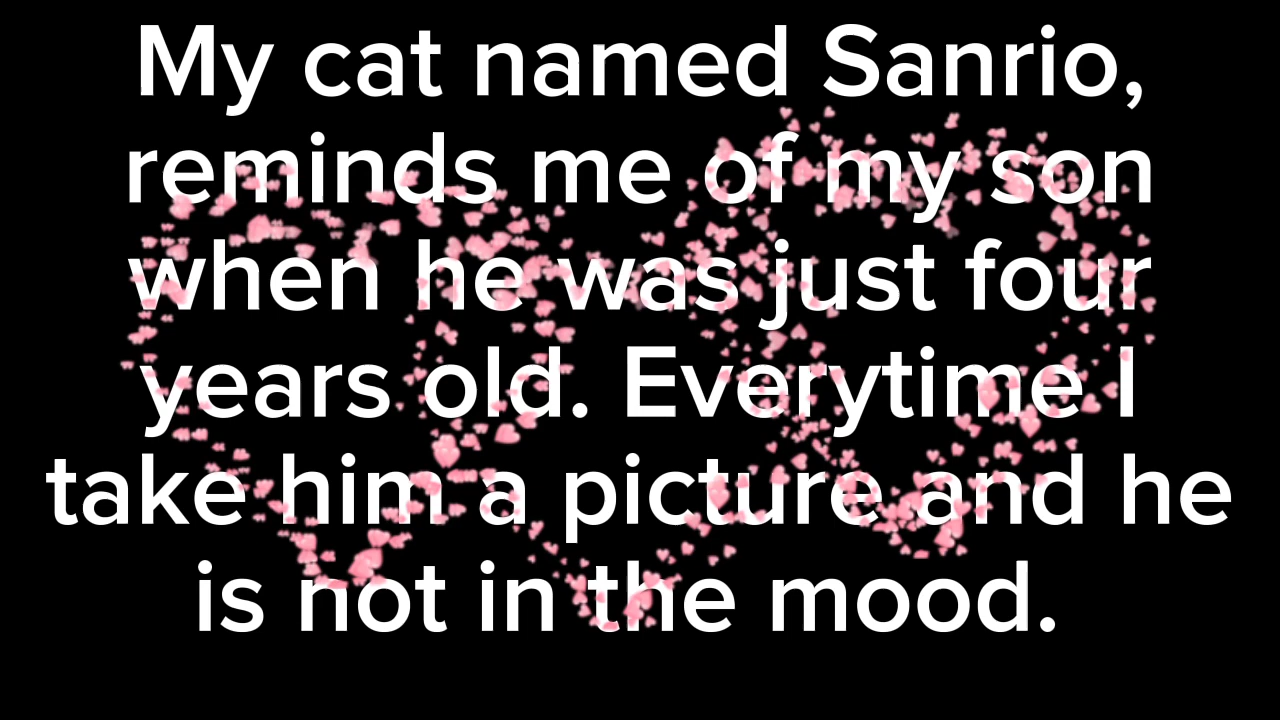 My cat named Sanrio,
reminds me of my son
when he was just four
years old. Everytime I
take him a picture and he
is not in the mood.